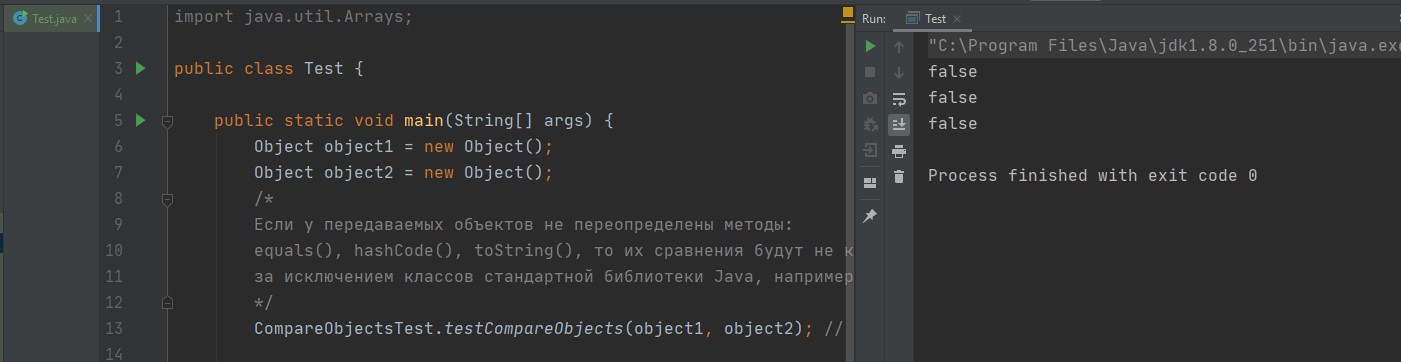 Test.java
1 import java.util.Arrays;
2
3 public class Test {
4
5 public static void main(String[] args) {
6 Object object1 = new Object();
7 Object object2 = new Object();
8 /*
9 Если у передаваемых объектов не переопределены методы:
10 equals(), hashCode(), toString(), то их сравнения будут не к
11 за исключением классов стандартной библиотеки Java, например
12 */
13 CompareObjectsTest.testCompareObjects(object1, object2); //
14
Run: Test
"C:\Program Files\Java\jdk1.8.0_251\bin\java.exe
false
false
false
Process finished with exit code 0